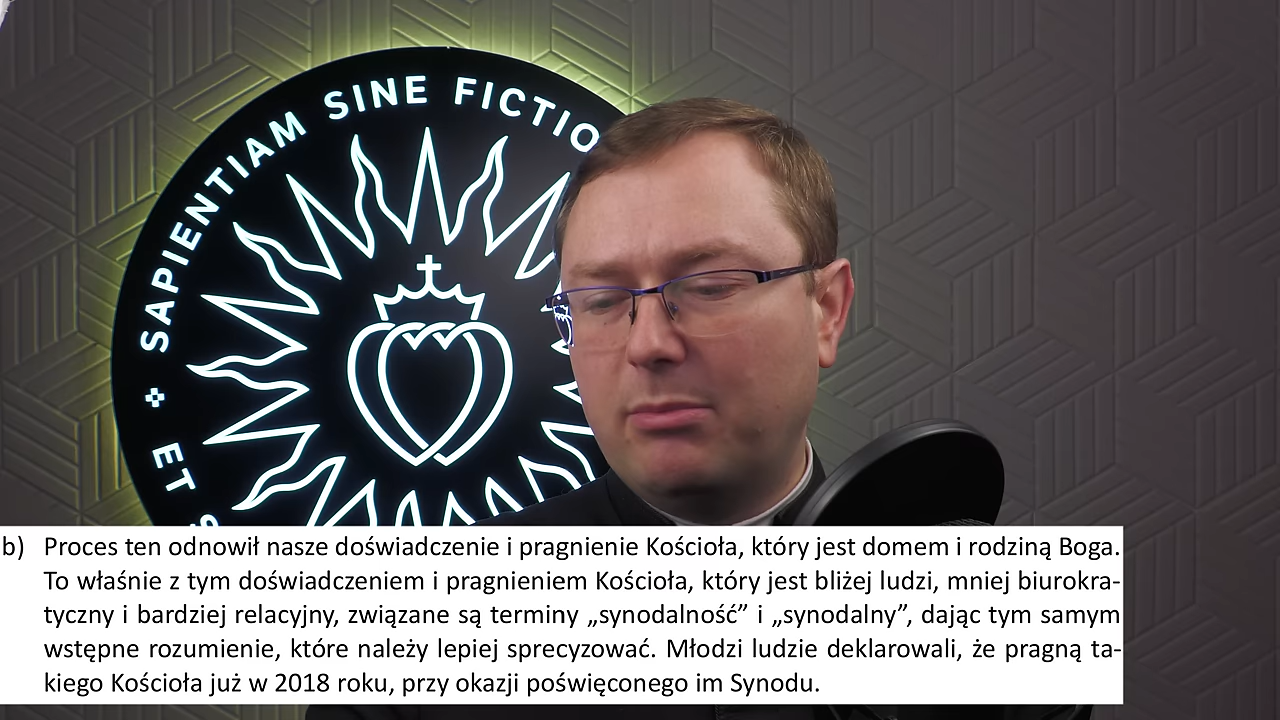 SAPIENTIAM SINE FICTIO
ET
b) Proces ten odnowił nasze doświadczenie i pragnienie Kościoła, który jest domem i rodziną Boga.
To właśnie z tym doświadczeniem i pragnieniem Kościoła, który jest bliżej ludzi, mniej biurokra-
tyczny i bardziej relacyjny, związane są terminy „synodalność” i „synodalny”, dając tym samym
wstępne rozumienie, które należy lepiej sprecyzować. Młodzi ludzie deklarowali, że pragną ta-
kiego Kościoła już w 2018 roku, przy okazji poświęconego im Synodu.